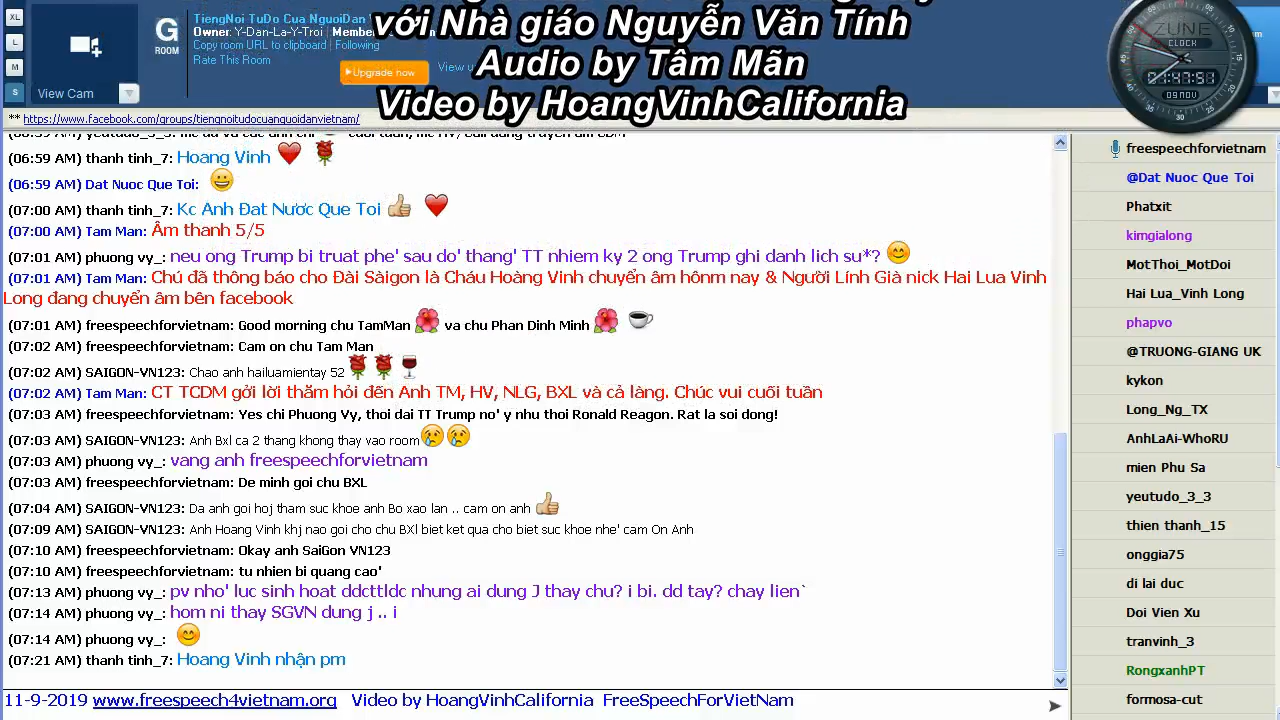 XL
L
M
S
View Cam
G
ROOM
TiengNoi TuDo Cua NguoiDan
Owner: Y-Dan-La-Y-Troi |
Copy room URL to clipboard | Following
Rate This Room
Upgrade now
với Nhà giáo Nguyễn Văn Tính
Audio by Tâm Mãn
Video by HoangVinhCalifornia
ZUNE
CLOCK
01:47:51
09NOV
** https://www.facebook.com/groups/tiengnoitudocuanguoidanvietnam/
(06:59 AM) thanh tinh_7: Hoang Vinh
(06:59 AM) Dat Nuoc Que Toi:
(07:00 AM) thanh tinh_7: Kc Anh Đat Nươc Que Toi
(07:00 AM) Tam Man: Âm thanh 5/5
(07:01 AM) phuong vy_: neu ong Trump bi truat phe' sau do' thang' TT nhiem ky 2 ong Trump ghi danh lich su*?
(07:01 AM) Tam Man: Chú đã thông báo cho Đài Sàigon là Cháu Hoàng Vinh chuyển âm hônm nay & Người Lính Già nick Hai Lua Vinh
Long đang chuyển âm bên facebook
(07:01 AM) freespeechforvietnam: Good morning chu TamMan va chu Phan Dinh Minh
(07:02 AM) freespeechforvietnam: Cam on chu Tam Man
(07:02 AM) SAIGON-VN123: Chao anh hailuamientay 52
(07:02 AM) Tam Man: CT TCDM gởi lời thăm hỏi đến Anh TM, HV, NLG, BXL và cả làng. Chúc vui cuối tuần
(07:03 AM) freespeechforvietnam: Yes chi Phuong Vy, thoi dai TT Trump no' y nhu thoi Ronald Reagon. Rat la soi dong!
(07:03 AM) SAIGON-VN123: Anh Bxl ca 2 thang khong thay vao room
(07:03 AM) phuong vy_: vang anh freespeechforvietnam
(07:03 AM) freespeechforvietnam: De minh goi chu BXL
(07:04 AM) SAIGON-VN123: Da anh goi hoj tham suc khoe anh Bo xao lan .. cam on anh
(07:09 AM) SAIGON-VN123: Anh Hoang Vinh khj nao goi cho chu BXl biet ket qua cho biet suc khoe nhe' cam On Anh
(07:10 AM) freespeechforvietnam: Okay anh SaiGon VN123
(07:10 AM) freespeechforvietnam: tu nhien bi quang cao'
(07:13 AM) phuong vy_: pv nho' luc sinh hoat ddcttldc nhung ai dung J thay chu? i bi. dd tay? chay lien`
(07:14 AM) phuong vy_: hom ni thay SGVN dung j .. i
(07:14 AM) phuong vy_:
(07:21 AM) thanh tinh_7: Hoang Vinh nhận pm
11-9-2019 www.freespeech4vietnam.org Video by HoangVinhCalifornia FreeSpeechForVietNam
freespeechforvietnam
@Dat Nuoc Que Toi
Phatxit
kimgialong
MotThoi_MotDoi
Hai Lua_Vinh Long
phapvo
@TRUONG-GIANG UK
kykon
Long_Ng_TX
AnhLaAi-WhoRU
mien Phu Sa
yeutudo_3_3
thien thanh_15
onggia75
di lai duc
Doi Vien Xu
tranvinh_3
RongxanhPT
formosa-cut